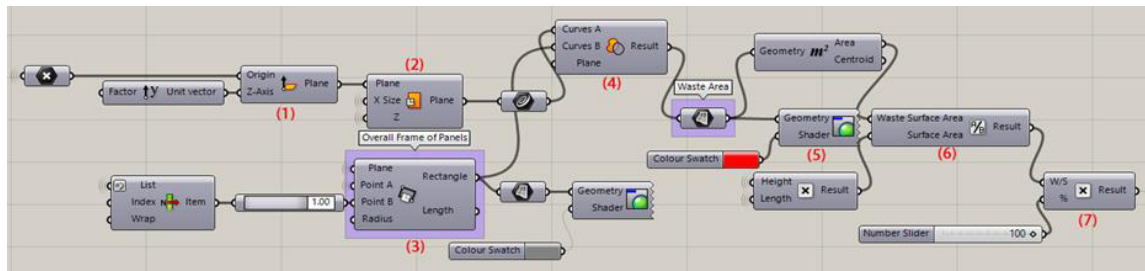 Curves A
Curves B Result
Plane
(4)
Geometry m² Area
Centroid
Origin
Z-Axis Plane
(1)
Factor y Unit vector
(2)
Plane
X Size Plane
Z
Waste Area
Geometry
Shader
(5)
Waste Surface Area
Surface Area A/B Result
(6)
Overall Frame of Panels
Plane
Point A
Point B
Radius
Rectangle
Length
(3)
Colour Swatch
List
Index N Item
Wrap
1.00
Geometry
Shader
Height
Length × Result
W/S
% × Result
(7)
Number Slider 100
Colour Swatch